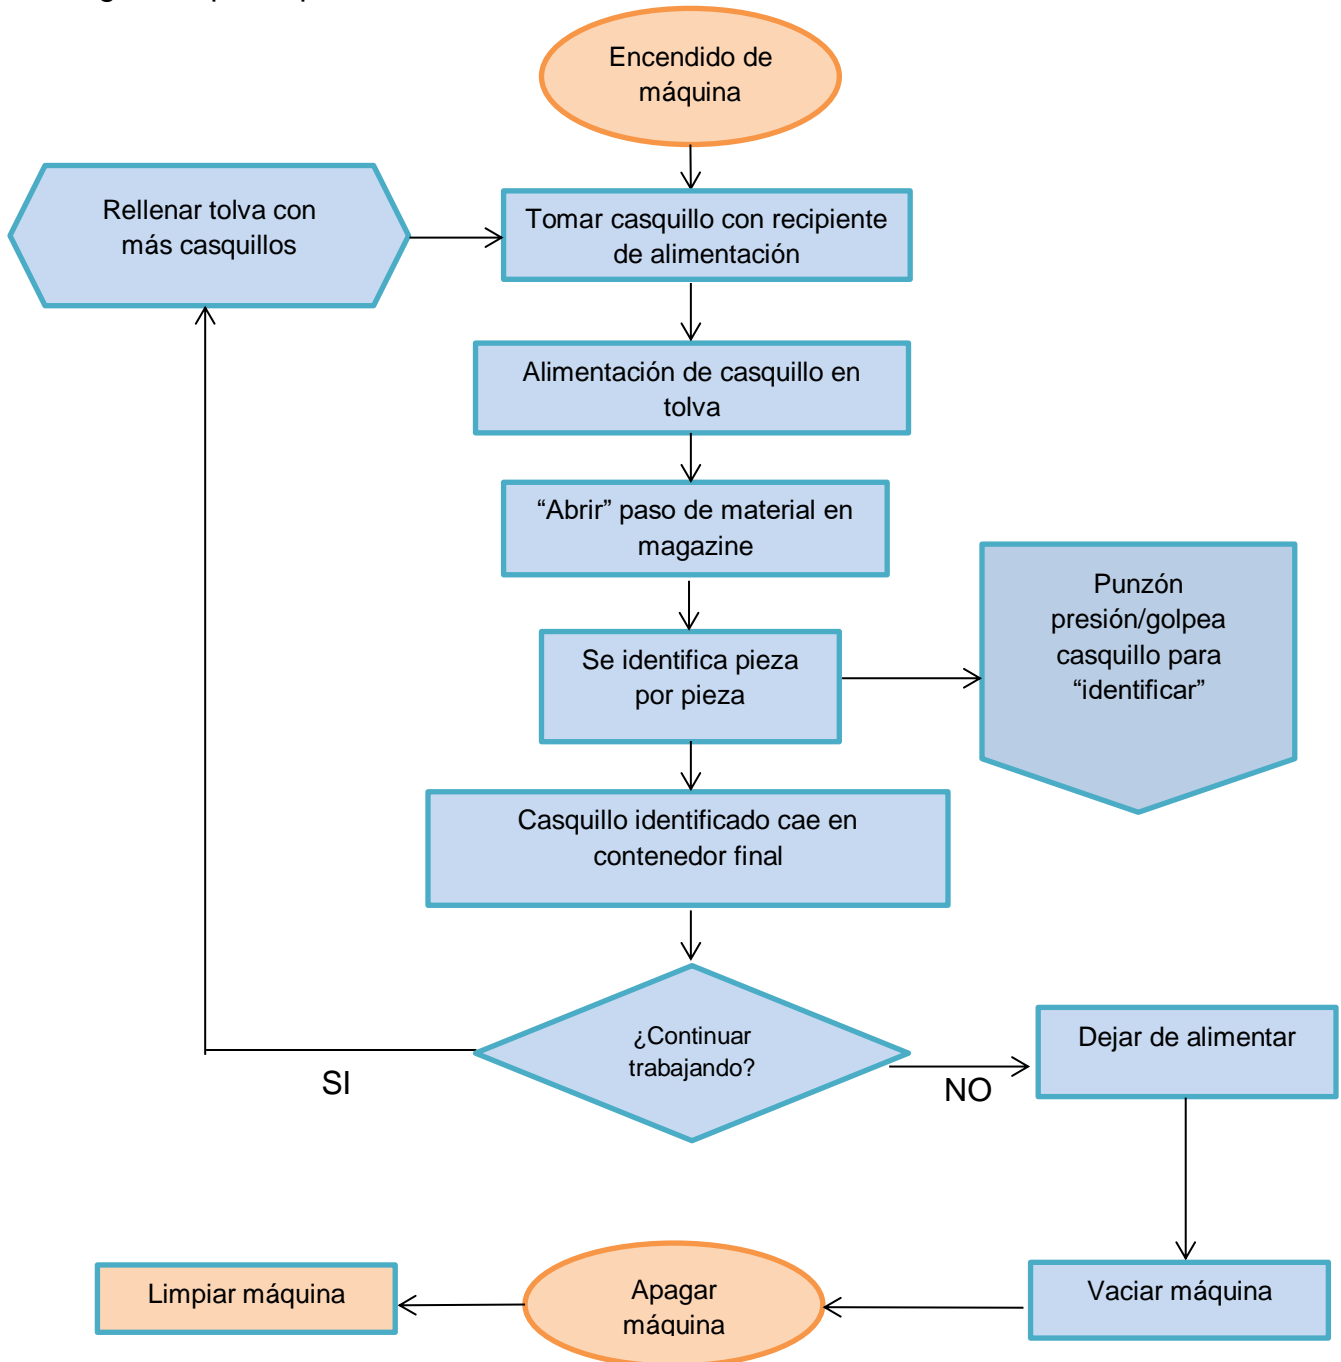 Encendido de
máquina
Rellenar tolva con
más casquillos
Tomar casquillo con recipiente
de alimentación
Alimentación de casquillo en
tolva
“Abrir” paso de material en
magazine
Se identifica pieza
por pieza
Punzón
presión/golpea
casquillo para
“identificar”
Casquillo identificado cae en
contenedor final
¿Continuar
trabajando?
SI
NO
Dejar de alimentar
Vaciar máquina
Apagar
máquina
Limpiar máquina